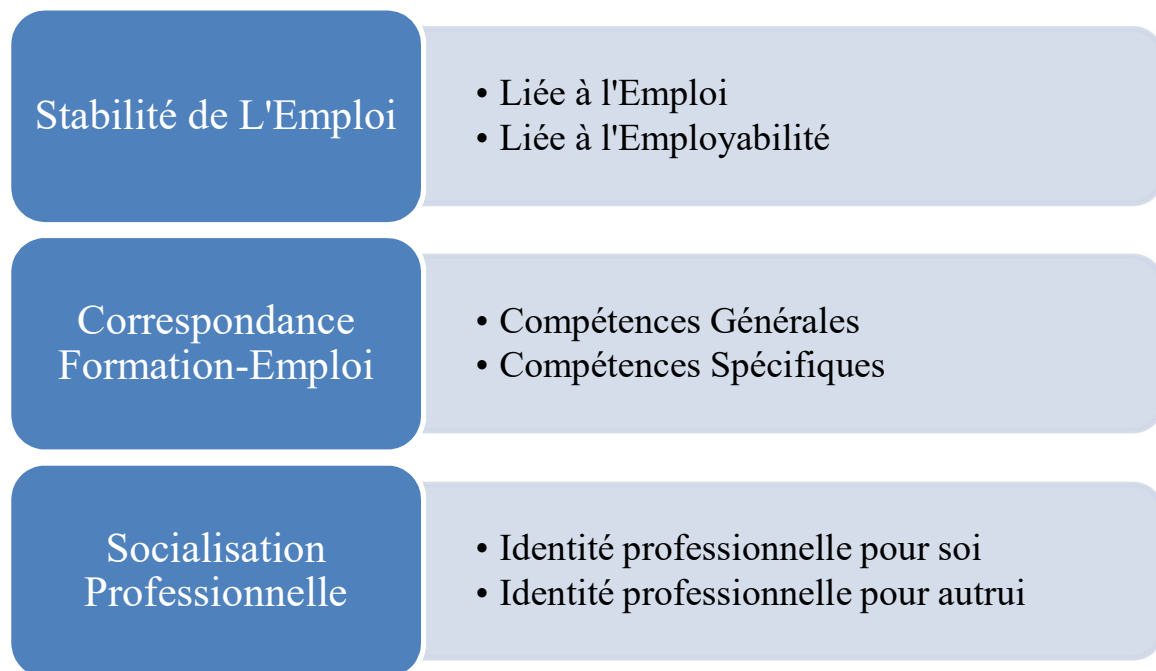 Stabilité de L'Emploi
• Liée à l'Emploi
• Liée à l'Employabilité
Correspondance
Formation-Emploi
• Compétences Générales
• Compétences Spécifiques
Socialisation
Professionnelle
• Identité professionnelle pour soi
• Identité professionnelle pour autrui